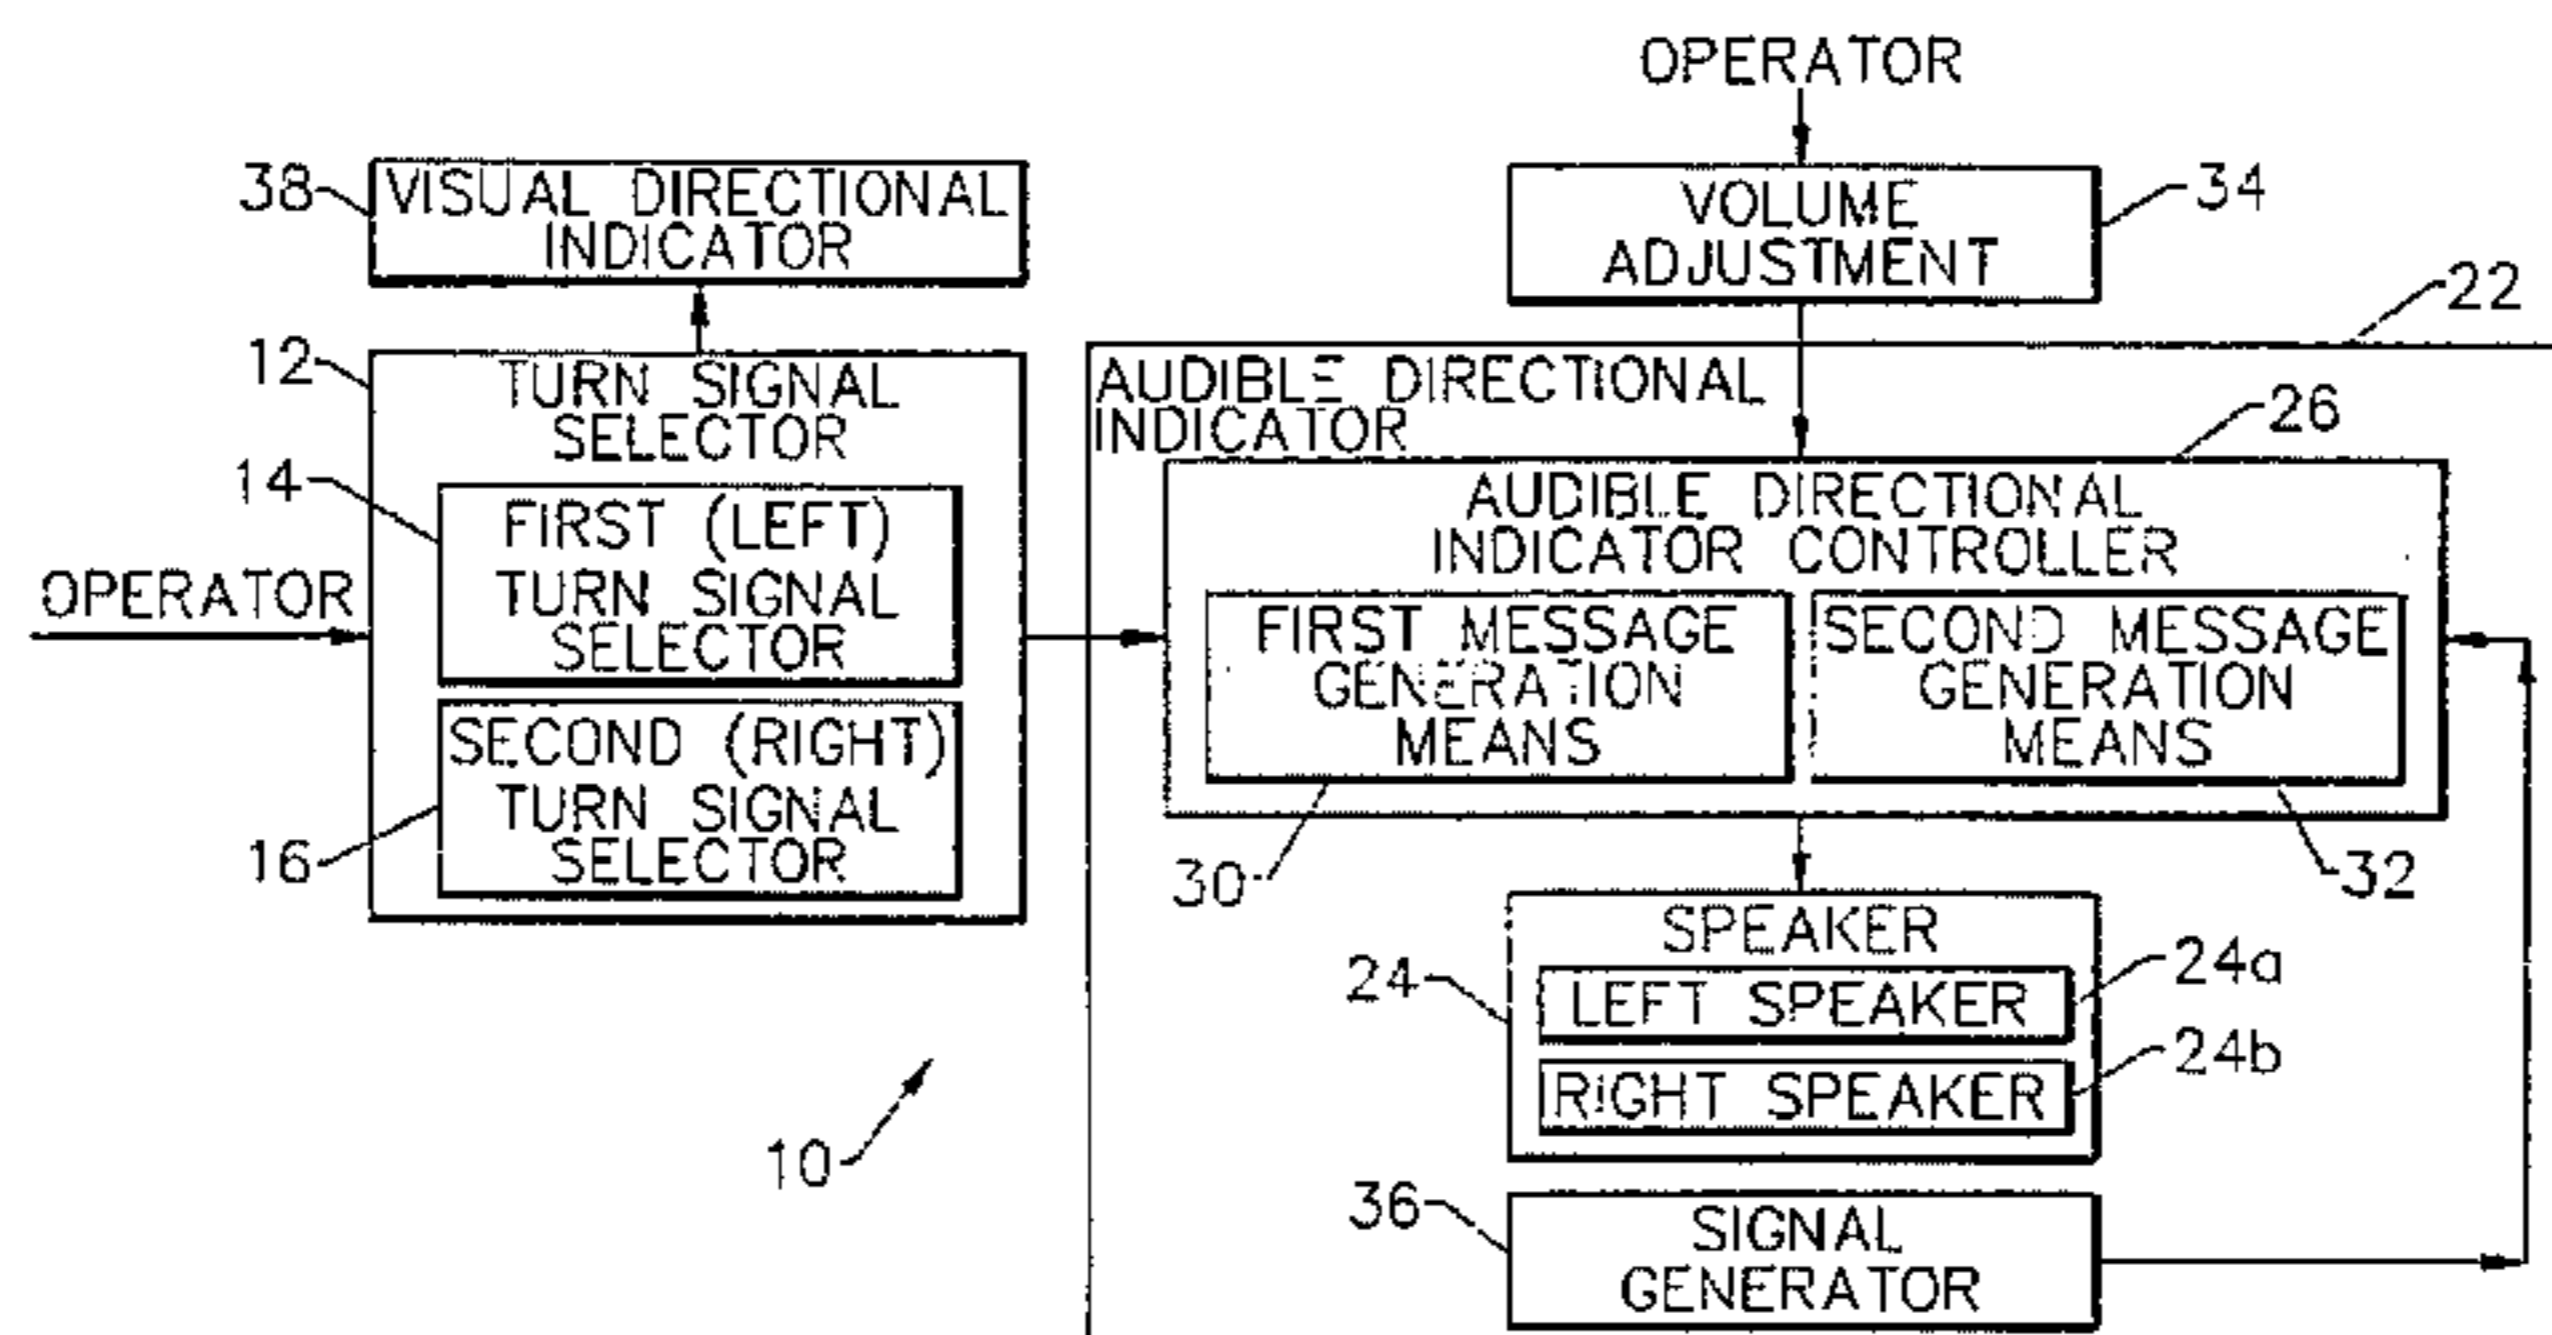 OPERATOR
38
VISUAL DIRECTIONAL
INDICATOR
VOLUME
ADJUSTMENT
34
22
12
TURN SIGNAL
SELECTOR
AUDIBLE DIRECTIONAL
INDICATOR
26
14
FIRST (LEFT)
TURN SIGNAL
SELECTOR
AUDIBLE DIRECTIONAL
INDICATOR CONTROLLER
OPERATOR
FIRST MESSAGE
GENERATION
MEANS
SECOND MESSAGE
GENERATION
MEANS
SECOND (RIGHT)
TURN SIGNAL
SELECTOR
16
30
32
SPEAKER
24
LEFT SPEAKER
24a
RIGHT SPEAKER
24b
10
36
SIGNAL
GENERATOR